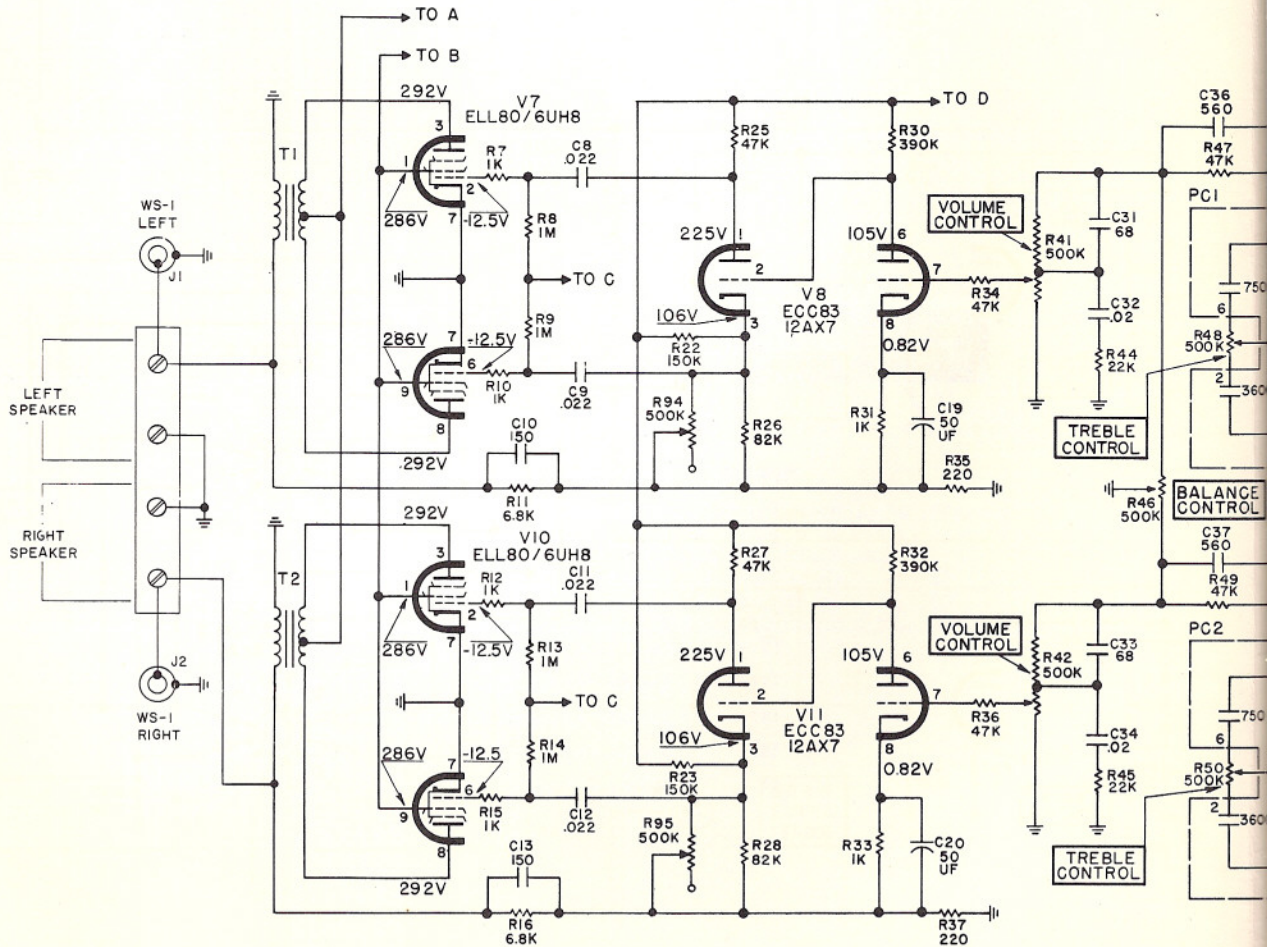 TO A
TO B
292V
V7
ELL80/6UH8
3
1
2
7
286V
-12.5V
R7
1K
C8
.022
R8
1M
TO C
R9
1M
286V
-12.5V
7
6
9
8
R10
1K
C9
.022
.292V
T1
WS-1
LEFT
J1
LEFT
SPEAKER
RIGHT
SPEAKER
J2
WS-1
RIGHT
C10
150
R11
6.8K
TO D
R25
47K
R30
390K
225V
1
2
3
106V
V8
ECC83
12AX7
105V
6
7
8
0.82V
R22
150K
R94
500K
R26
82K
R31
1K
C19
50
UF
R35
220
R34
47K
VOLUME
CONTROL
R41
500K
C31
68
C32
.02
R44
22K
C36
560
R47
47K
PC1
750
6
R48
500K
2
3600
TREBLE
CONTROL
R46
500K
BALANCE
CONTROL
T2
292V
V10
ELL80/6UH8
3
1
2
7
286V
-12.5V
R12
1K
C11
.022
R13
1M
TO C
R14
1M
286V
-12.5
7
6
9
8
R15
1K
C12
.022
292V
C13
150
R16
6.8K
R27
47K
R32
390K
225V
1
2
3
106V
V11
ECC83
12AX7
105V
6
7
8
0.82V
R23
150K
R95
500K
R28
82K
R33
1K
C20
50
UF
R37
220
R36
47K
VOLUME
CONTROL
R42
500K
C33
68
C34
.02
R45
22K
C37
560
R49
47K
PC2
750
6
R50
500K
2
360
TREBLE
CONTROL